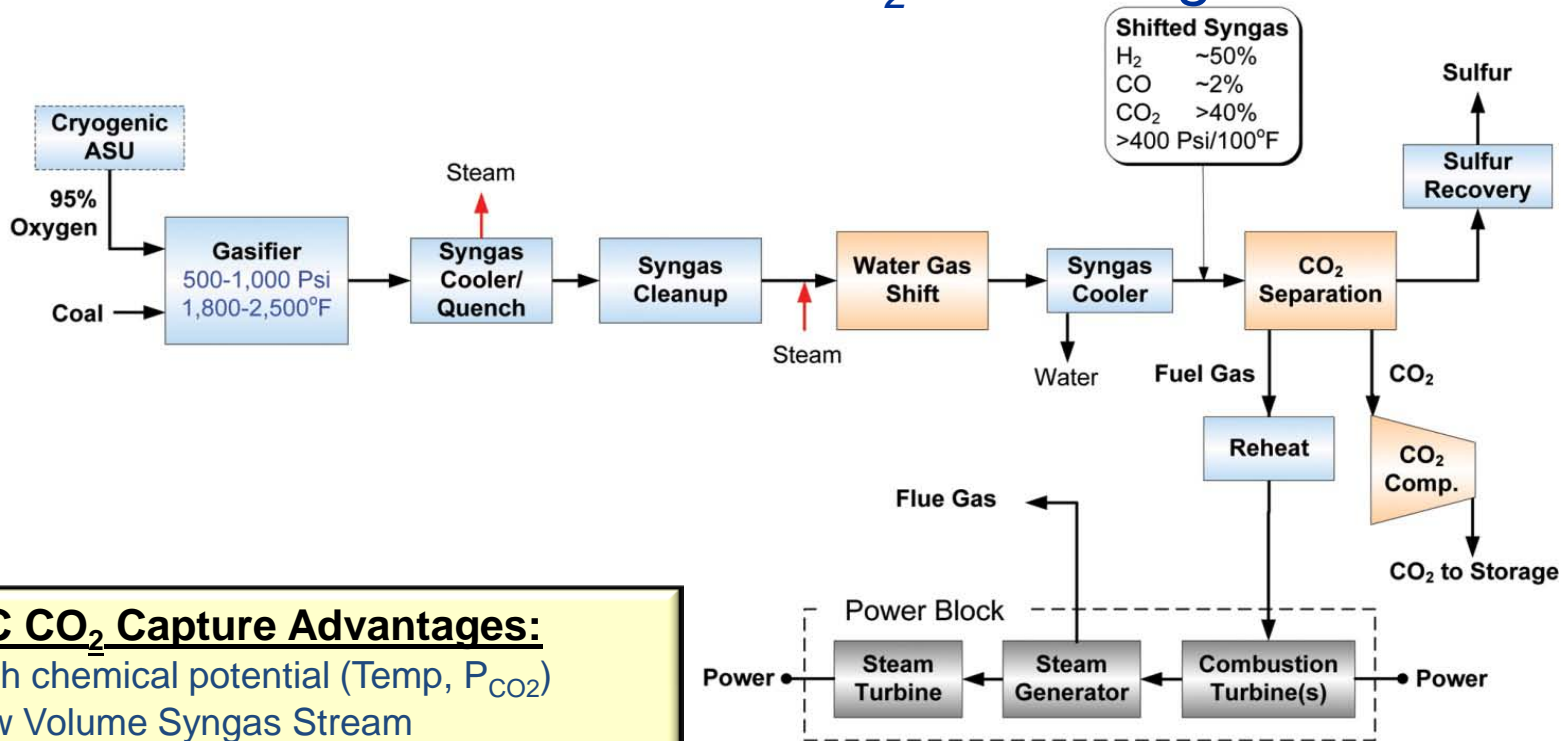 2
Shifted Syngas
H₂ ~50%
CO ~2%
CO₂ >40%
>400 Psi/100°F
Sulfur
Cryogenic
ASU
Sulfur
Recovery
95%
Oxygen
Steam
Gasifier
500-1,000 Psi
1,800-2,500°F
Coal
Syngas
Cooler/
Quench
Syngas
Cleanup
Steam
Water Gas
Shift
Syngas
Cooler
Water
CO₂
Separation
Fuel Gas
CO₂
Reheat
CO₂
Comp.
CO₂ to Storage
Flue Gas
Power Block
Power
Steam
Turbine
Steam
Generator
Combustion
Turbine(s)
Power
C CO₂ Capture Advantages:
h chemical potential (Temp, P_CO2)
w Volume Syngas Stream